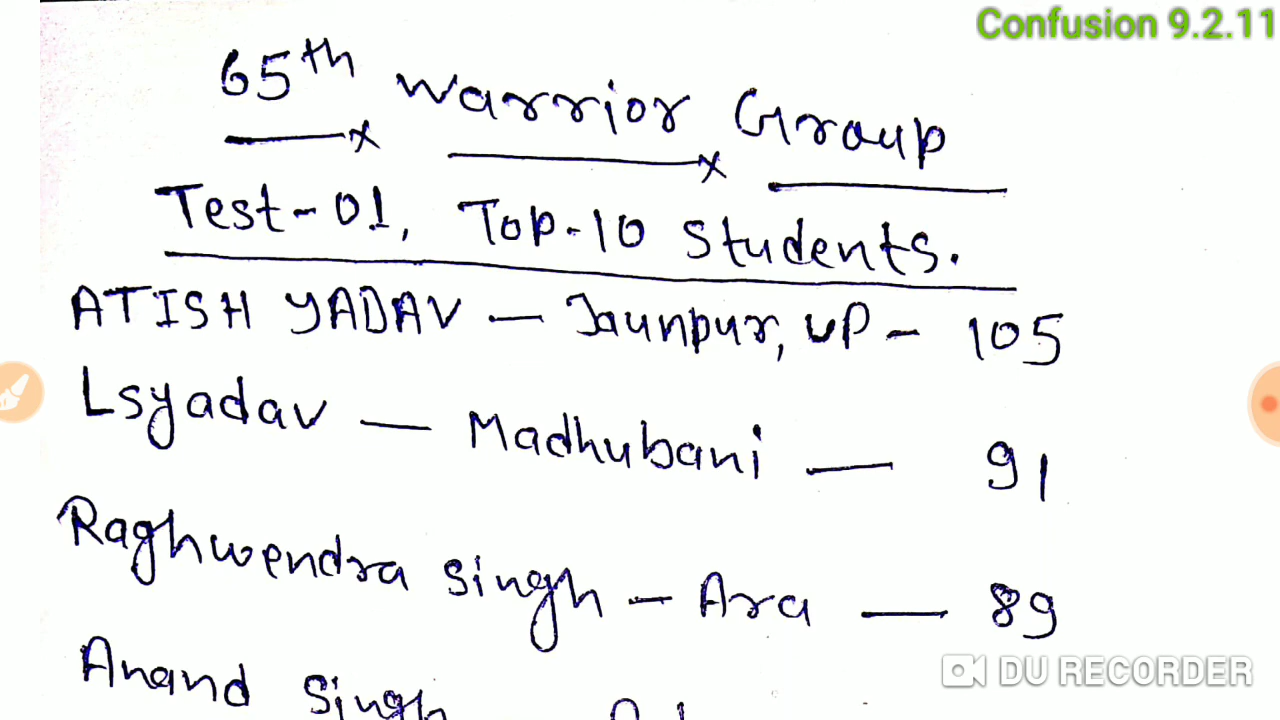 Confusion 9.2.11
65th Warrior Group
Test-01, Top-10 Students.
ATISH YADAV - Jaunpur, UP - 105
Lsyadav - Madhubani - 91
Raghwendra Singh - Ara - 89
Anand Singh
DU RECORDER